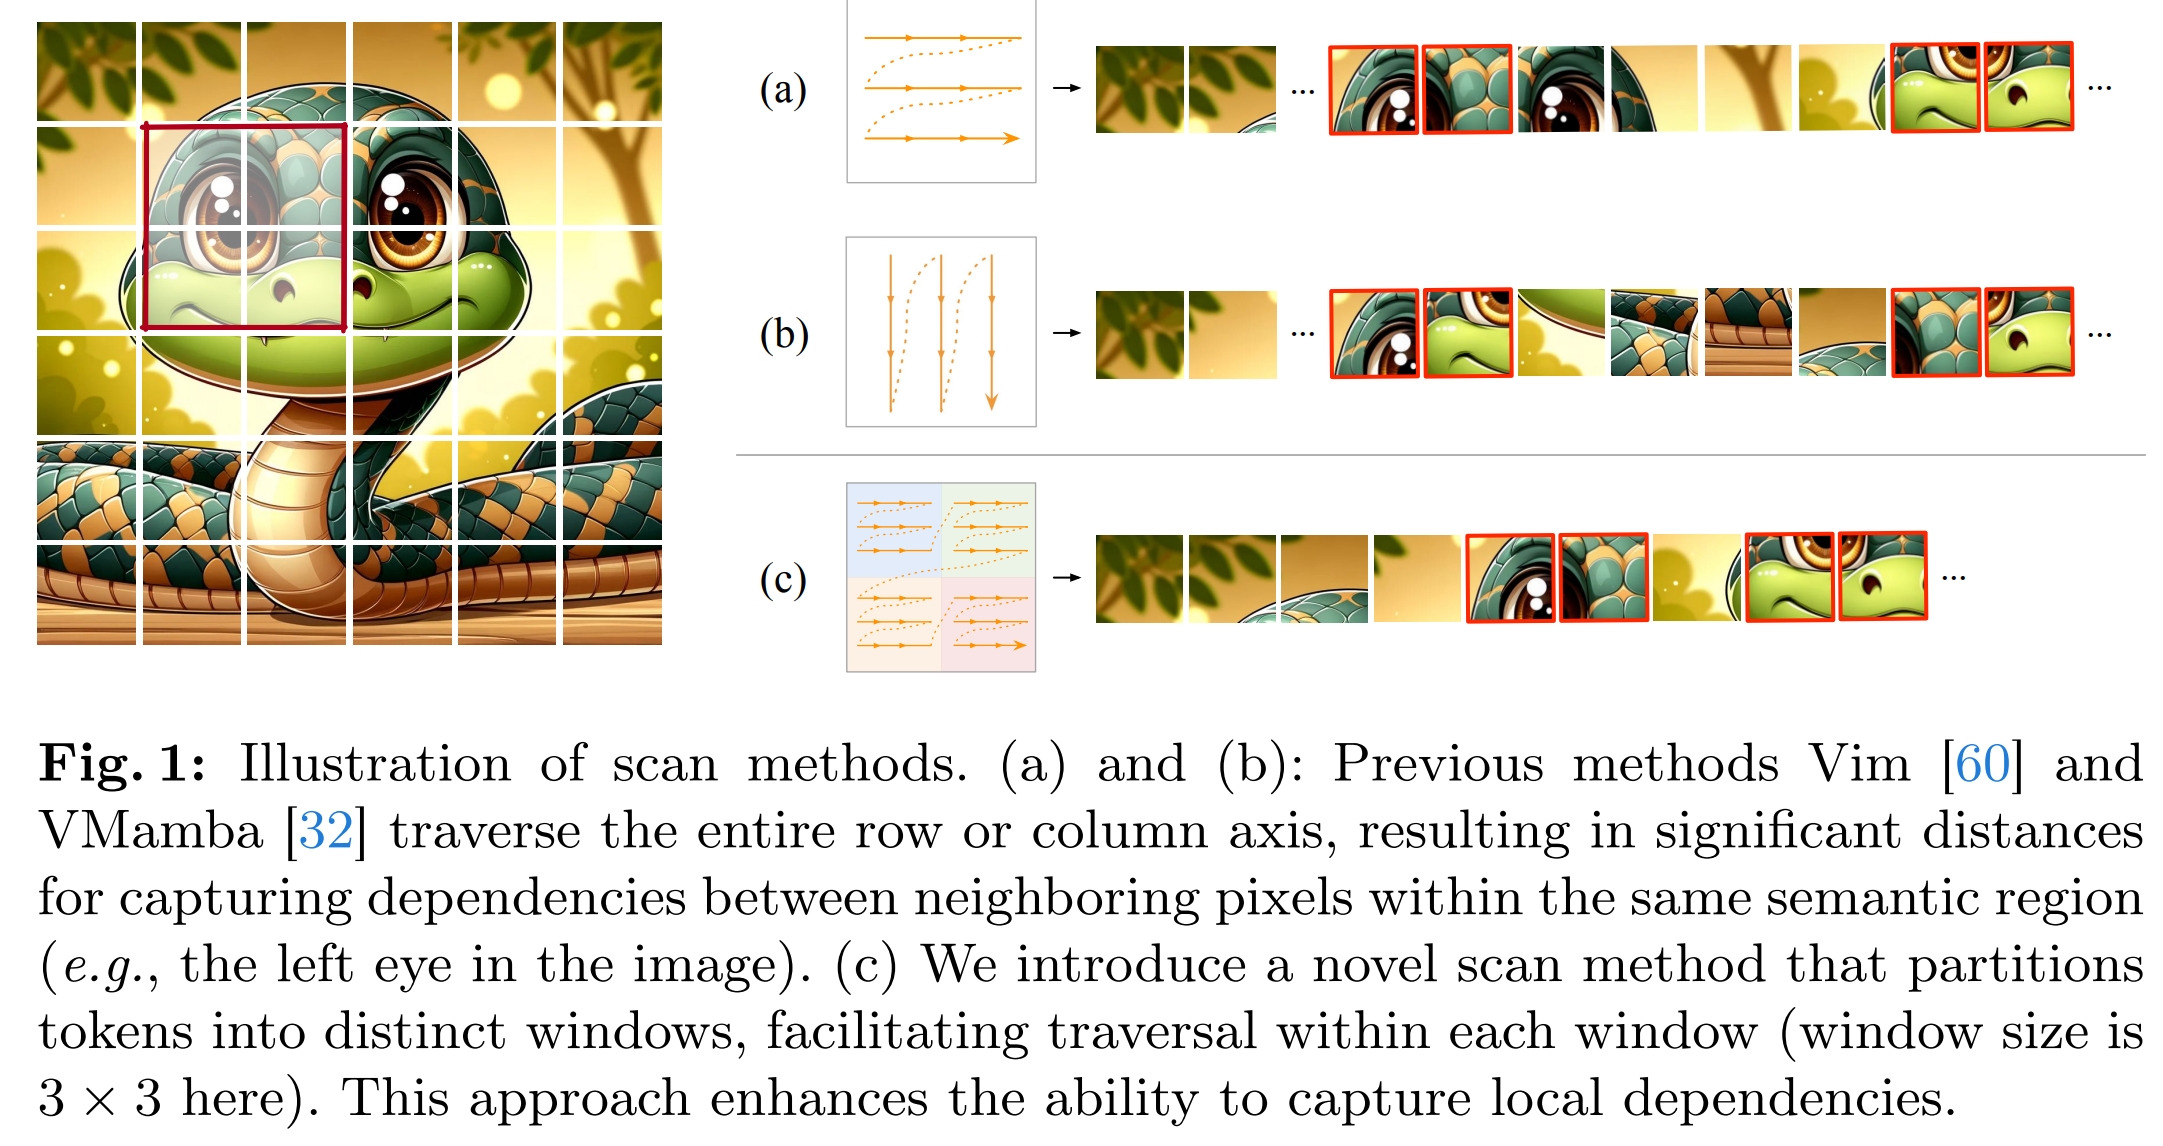 (a)
...
...
(b)
...
...
(c)
...
Fig. 1: Illustration of scan methods. (a) and (b): Previous methods Vim [60] and
VMamba [32] traverse the entire row or column axis, resulting in significant distances
for capturing dependencies between neighboring pixels within the same semantic region
(e.g., the left eye in the image). (c) We introduce a novel scan method that partitions
tokens into distinct windows, facilitating traversal within each window (window size is
3 × 3 here). This approach enhances the ability to capture local dependencies.